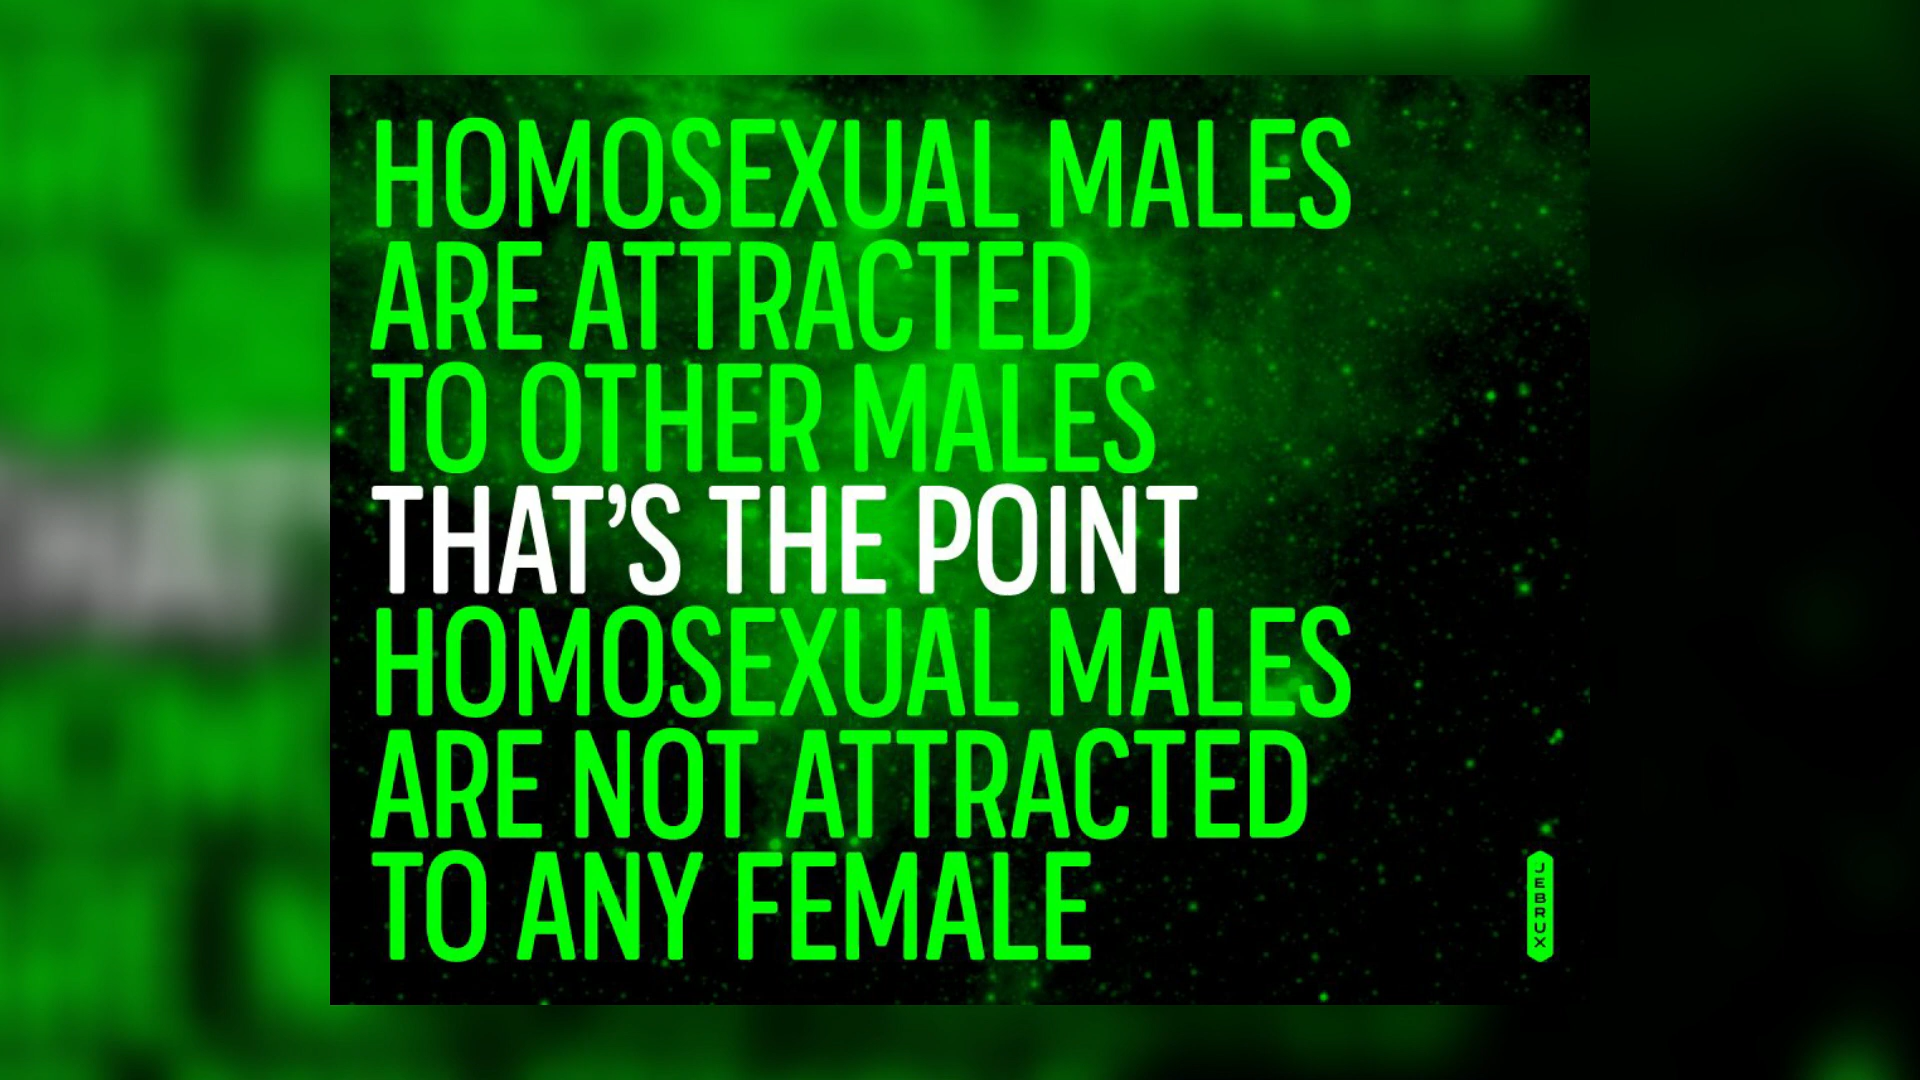 HOMOSEXUAL MALES
ARE ATTRACTED
TO OTHER MALES
THAT’S THE POINT
HOMOSEXUAL MALES
ARE NOT ATTRACTED
TO ANY FEMALE
JEBRUX